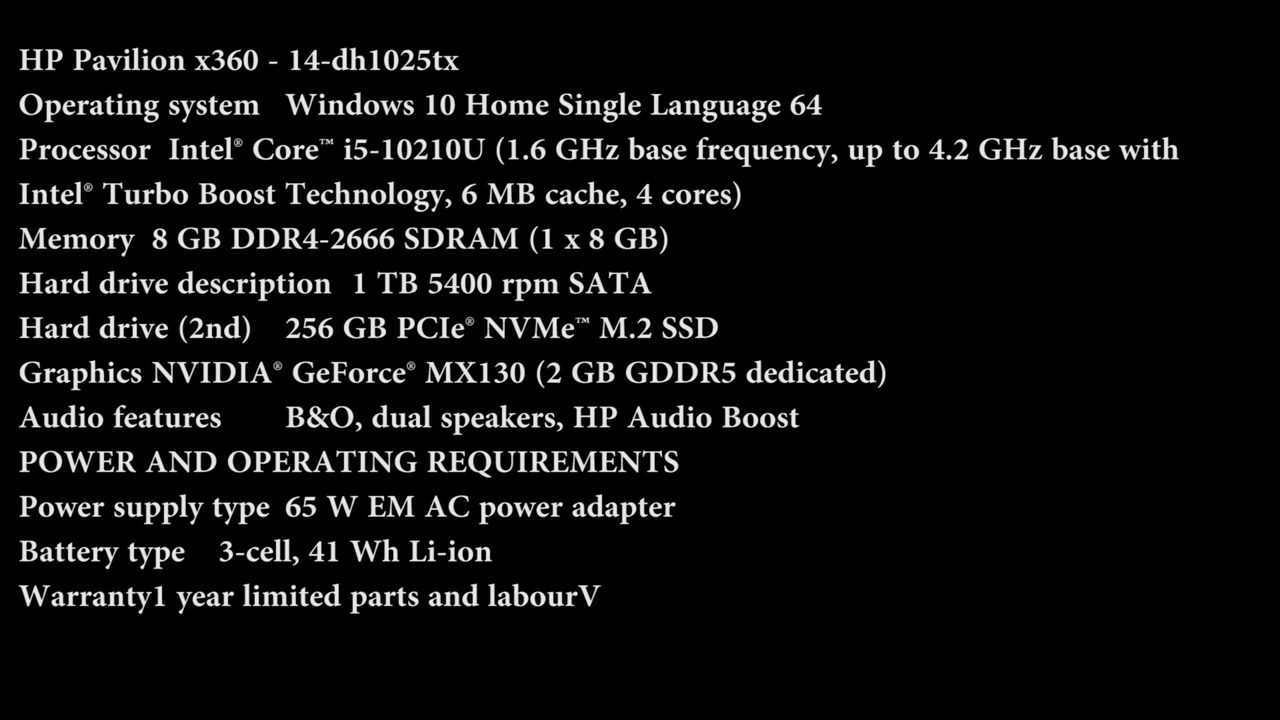 HP Pavilion x360 - 14-dh1025tx
Operating system Windows 10 Home Single Language 64
Processor Intel® Core™ i5-10210U (1.6 GHz base frequency, up to 4.2 GHz base with
Intel® Turbo Boost Technology, 6 MB cache, 4 cores)
Memory 8 GB DDR4-2666 SDRAM (1 x 8 GB)
Hard drive description 1 TB 5400 rpm SATA
Hard drive (2nd) 256 GB PCIe® NVMe™ M.2 SSD
Graphics NVIDIA® GeForce® MX130 (2 GB GDDR5 dedicated)
Audio features B&O, dual speakers, HP Audio Boost
POWER AND OPERATING REQUIREMENTS
Power supply type 65 W EM AC power adapter
Battery type 3-cell, 41 Wh Li-ion
Warranty1 year limited parts and labourV